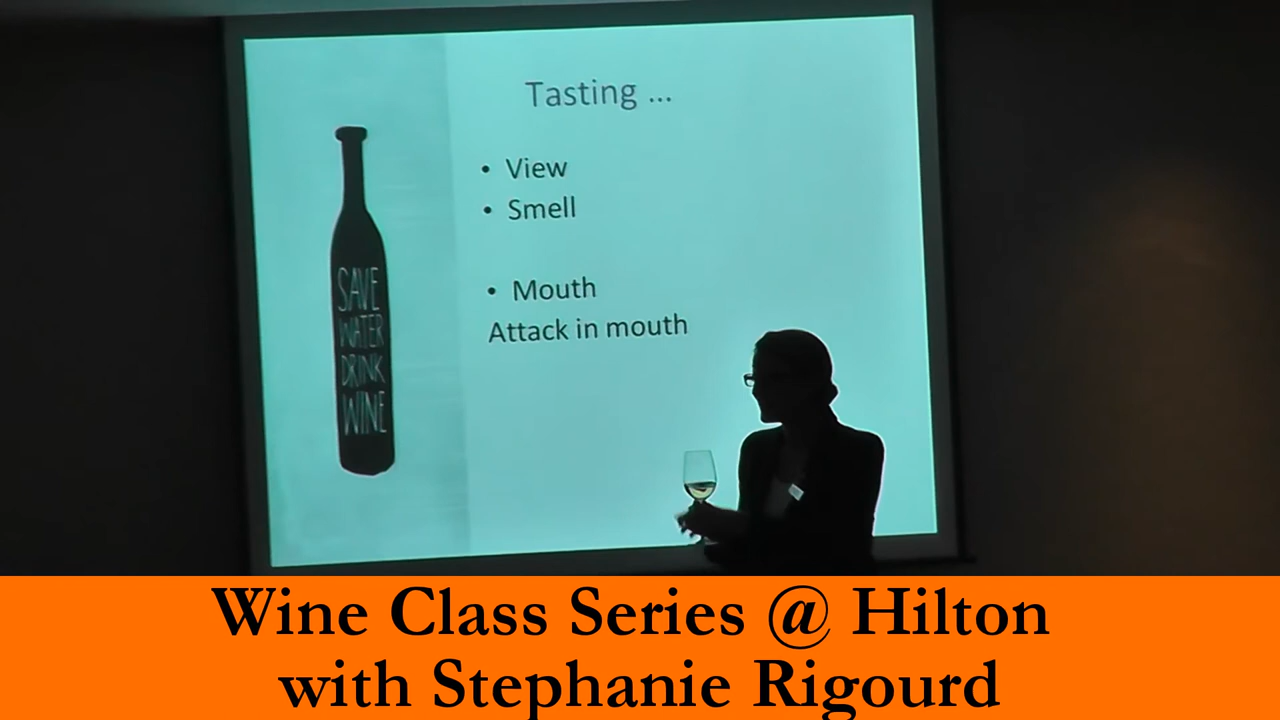 Tasting ...
• View
• Smell
• Mouth
Attack in mouth
SAVE
WATER
DRINK
WINE
Wine Class Series @ Hilton
with Stephanie Rigourd